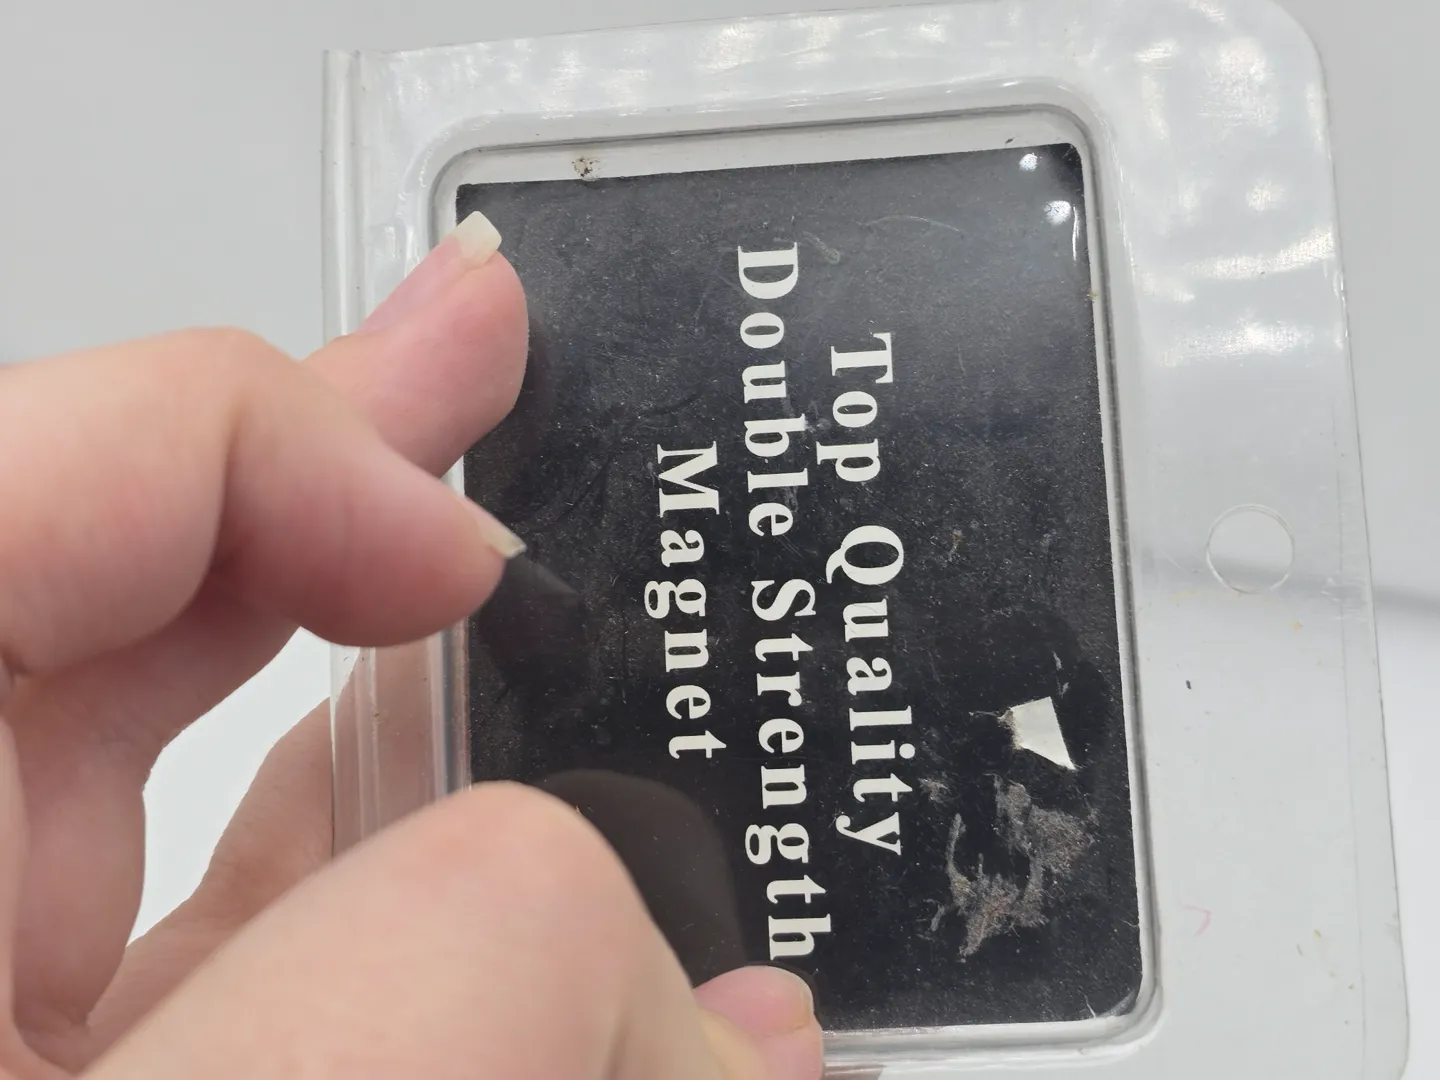 Top Quality
Double Strength
Magnet